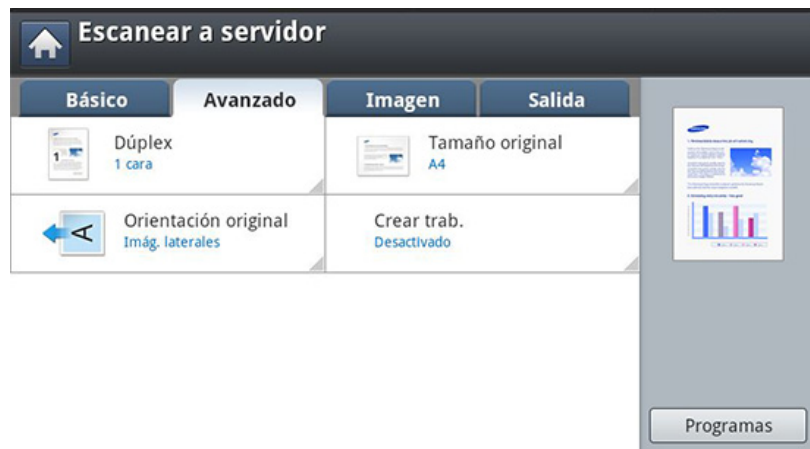 Escanear a servidor
Básico Avanzado Imagen Salida
Dúplex
1 cara
Tamaño original
A4
Orientación original
Imág. laterales
Crear trab.
Desactivado
Programas